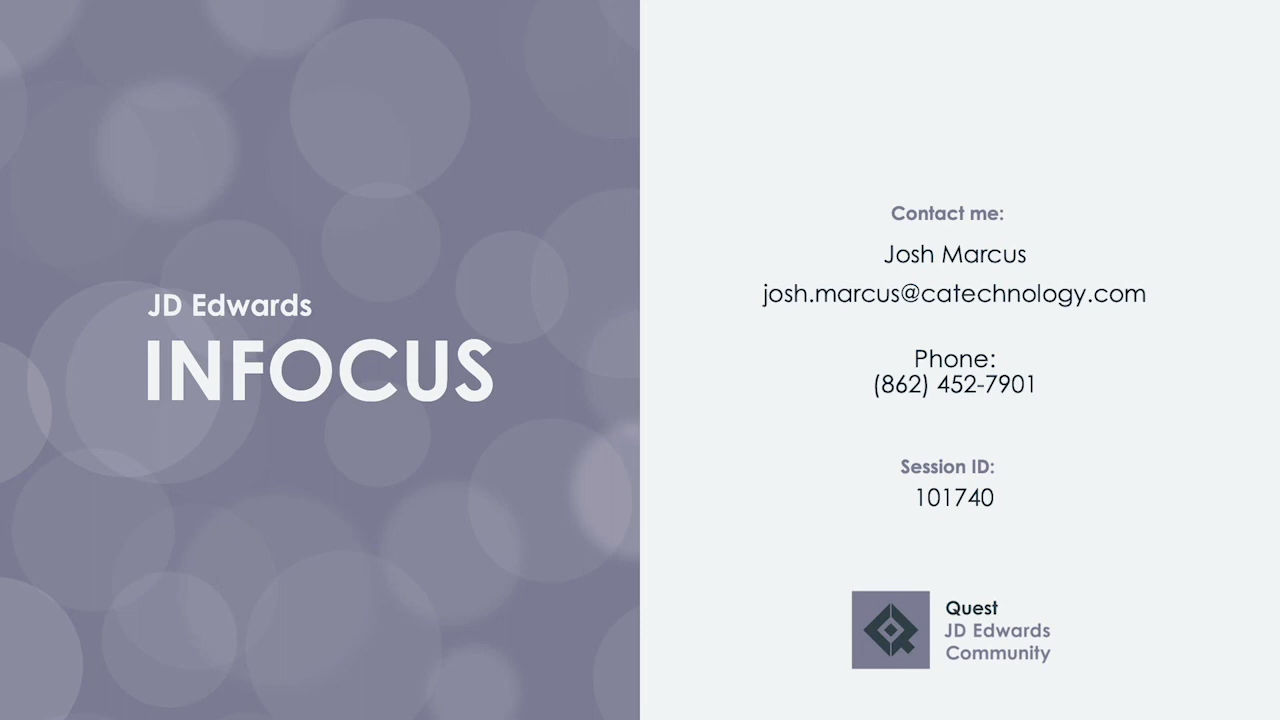 JD Edwards
INFOCUS
Contact me:
Josh Marcus
josh.marcus@catechnology.com
Phone:
(862) 452-7901
Session ID:
101740
Quest
JD Edwards
Community